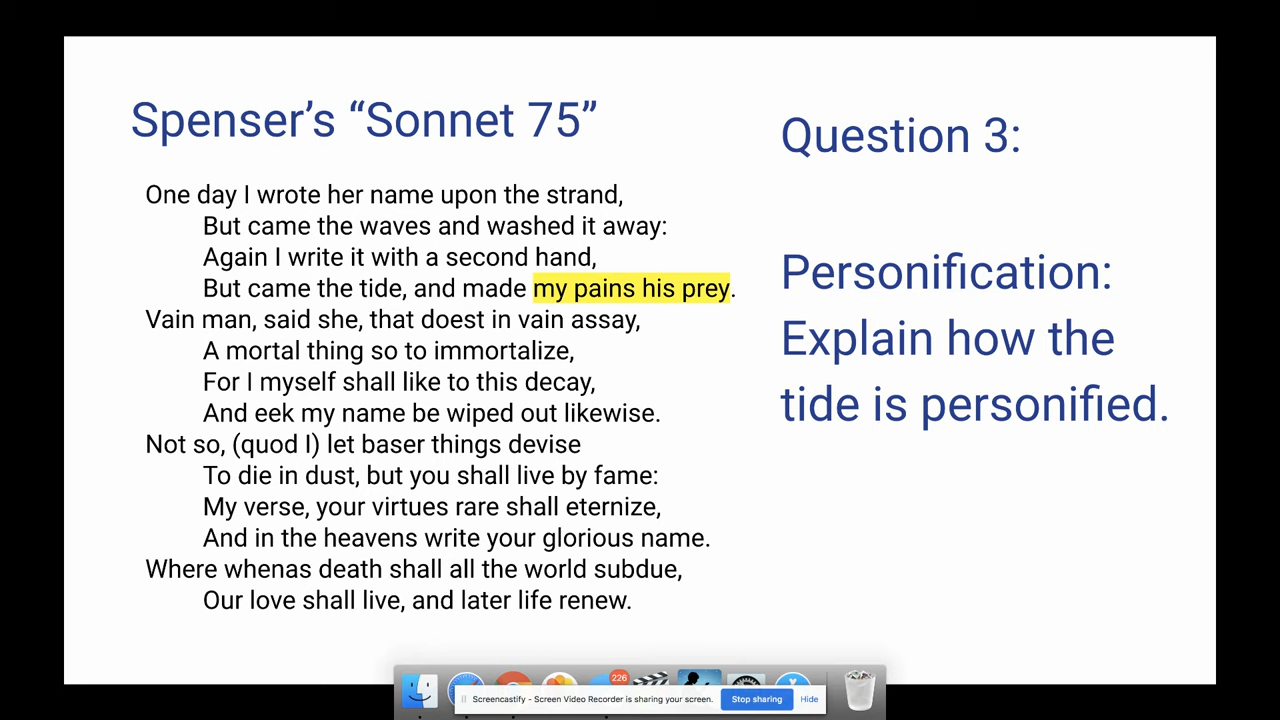 Spenser’s “Sonnet 75”
One day I wrote her name upon the strand,
But came the waves and washed it away:
Again I write it with a second hand,
But came the tide, and made my pains his prey.
Vain man, said she, that doest in vain assay,
A mortal thing so to immortalize,
For I myself shall like to this decay,
And eek my name be wiped out likewise.
Not so, (quod I) let baser things devise
To die in dust, but you shall live by fame:
My verse, your virtues rare shall eternize,
And in the heavens write your glorious name.
Where whenas death shall all the world subdue,
Our love shall live, and later life renew.
Question 3:
Personification:
Explain how the
tide is personified.
226
Screencastify - Screen Video Recorder is sharing your screen.
Stop sharing
Hide